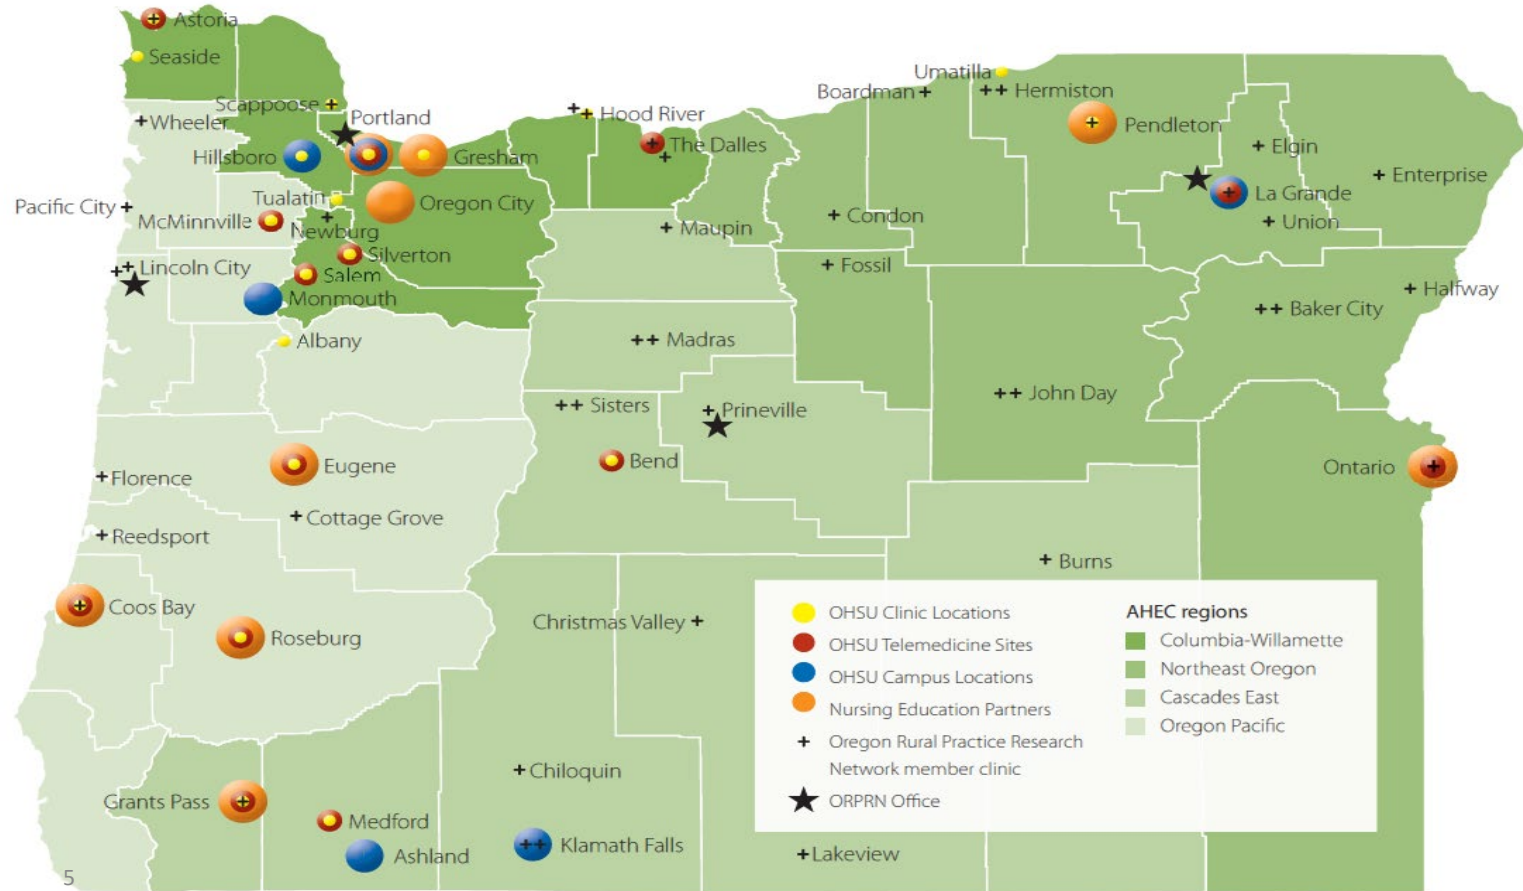 Astoria
Seaside
Scappoose
Portland
Wheeler
Hillsboro
Gresham
Hood River
The Dalles
Umatilla
Boardman
Hermiston
Pendleton
Elgin
Enterprise
La Grande
Union
Tualatin
Oregon City
Pacific City
McMinnville
Newburg
Condon
Maupin
Silverton
Lincoln City
Salem
Fossil
Monmouth
Halfway
Baker City
Albany
Madras
John Day
Sisters
Prineville
Eugene
Bend
Ontario
Florence
Cottage Grove
Reedsport
Burns
Coos Bay
Roseburg
Christmas Valley
Chiloquin
Grants Pass
Medford
Ashland
Klamath Falls
Lakeview
OHSU Clinic Locations
OHSU Telemedicine Sites
OHSU Campus Locations
Nursing Education Partners
Oregon Rural Practice Research
Network member clinic
ORPRN Office
AHEC regions
Columbia-Willamette
Northeast Oregon
Cascades East
Oregon Pacific
5